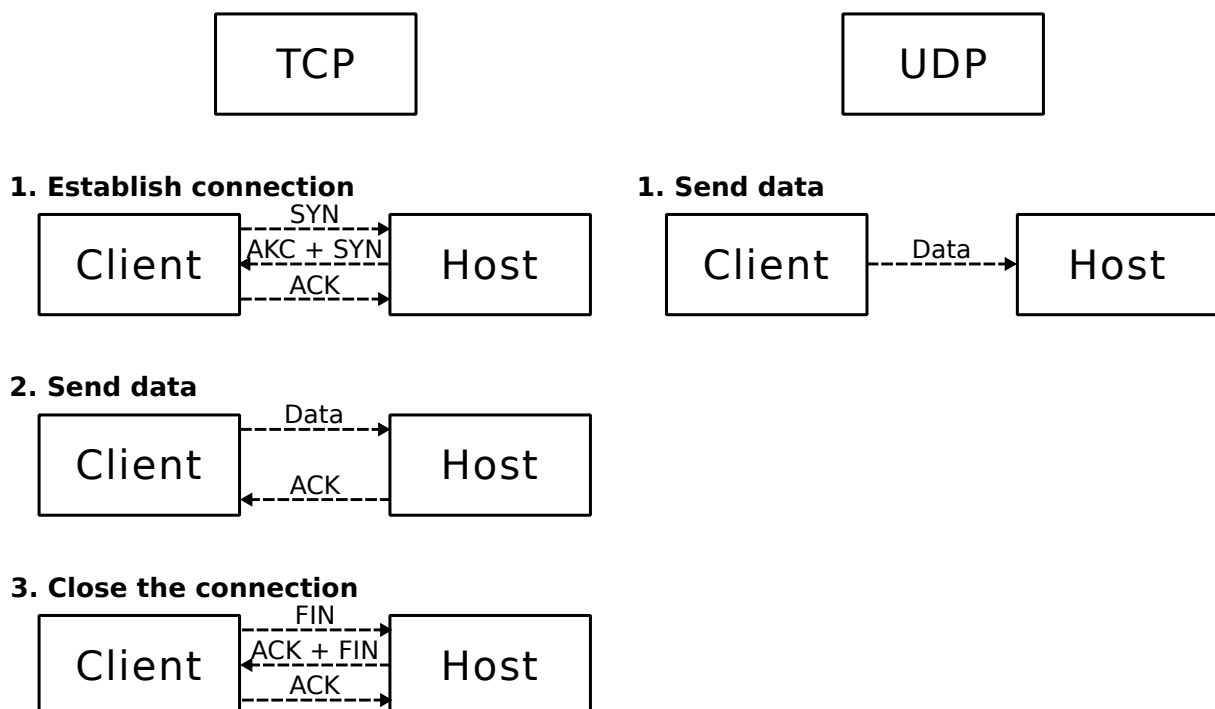 TCP
UDP
1. Establish connection
SYN
AKC + SYN
ACK
Client
Host
1. Send data
Data
Client
Host
2. Send data
Data
ACK
Client
Host
3. Close the connection
FIN
ACK + FIN
ACK
Client
Host